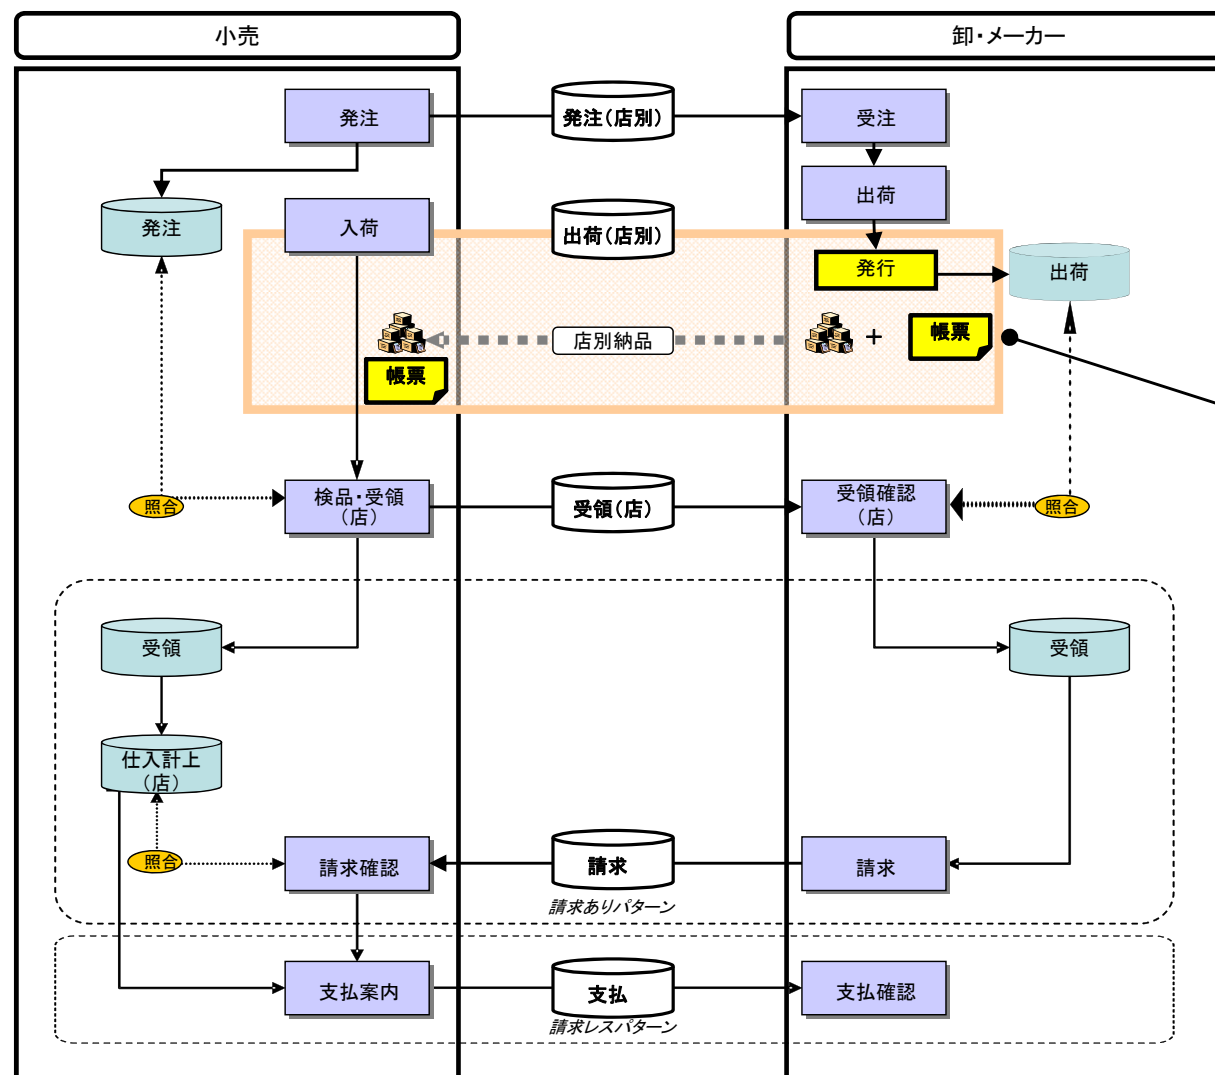 小売
卸・メーカー
発注
発注（店別）
受注
出荷
発注
入荷
出荷（店別）
発行
出荷
店別納品
+
帳票
帳票
照合
検品・受領
（店）
受領（店）
受領確認
（店）
照合
受領
受領
仕入計上
（店）
照合
請求確認
請求
請求
請求ありパターン
支払案内
支払
支払確認
請求レスパターン